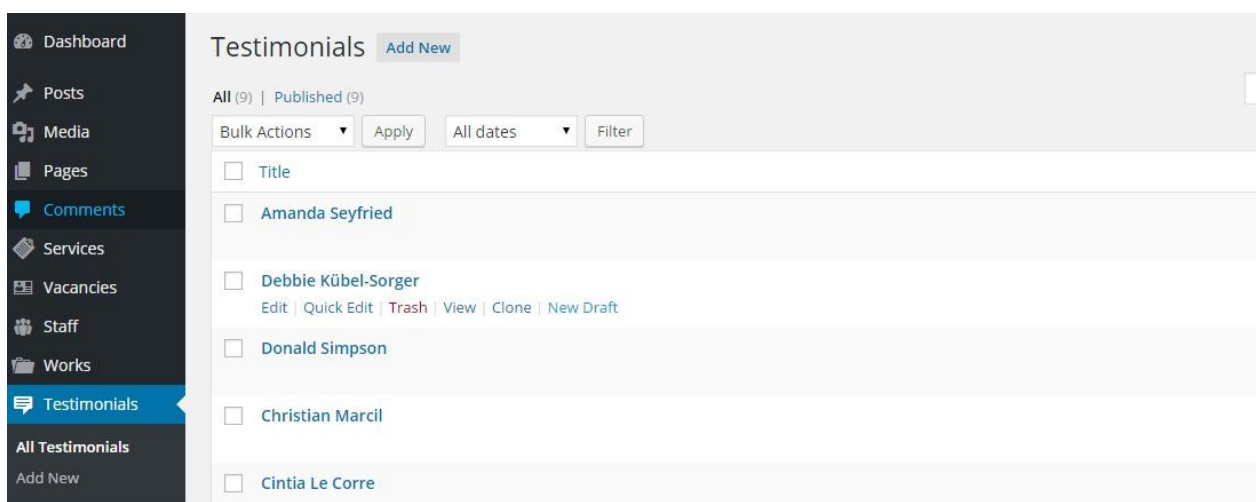 Dashboard
Posts
Media
Pages
Comments
Services
Vacancies
Staff
Works
Testimonials
All Testimonials
Add New
Testimonials Add New
All (9) | Published (9)
Bulk Actions Apply All dates Filter
Title
Amanda Seyfried
Debbie Kübel-Sorger
Edit | Quick Edit | Trash | View | Clone | New Draft
Donald Simpson
Christian Marcil
Cintia Le Corre